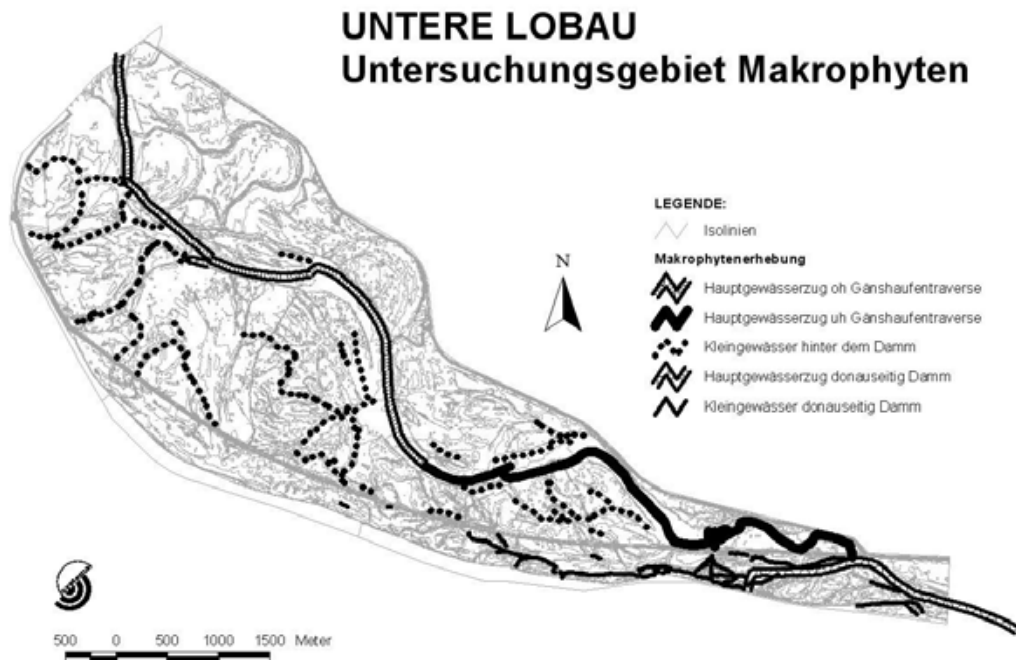 UNTERE LOBAU
Untersuchungsgebiet Makrophyten
LEGENDE:
Isolinien
Makrophytenerhebung
Hauptgewässerzug oh Gänshaufentraverse
Hauptgewässerzug uh Gänshaufentraverse
Kleingewässer hinter dem Damm
Hauptgewässerzug donauseitig Damm
Kleingewässer donauseitig Damm
N
500 0 500 1000 1500 Meter